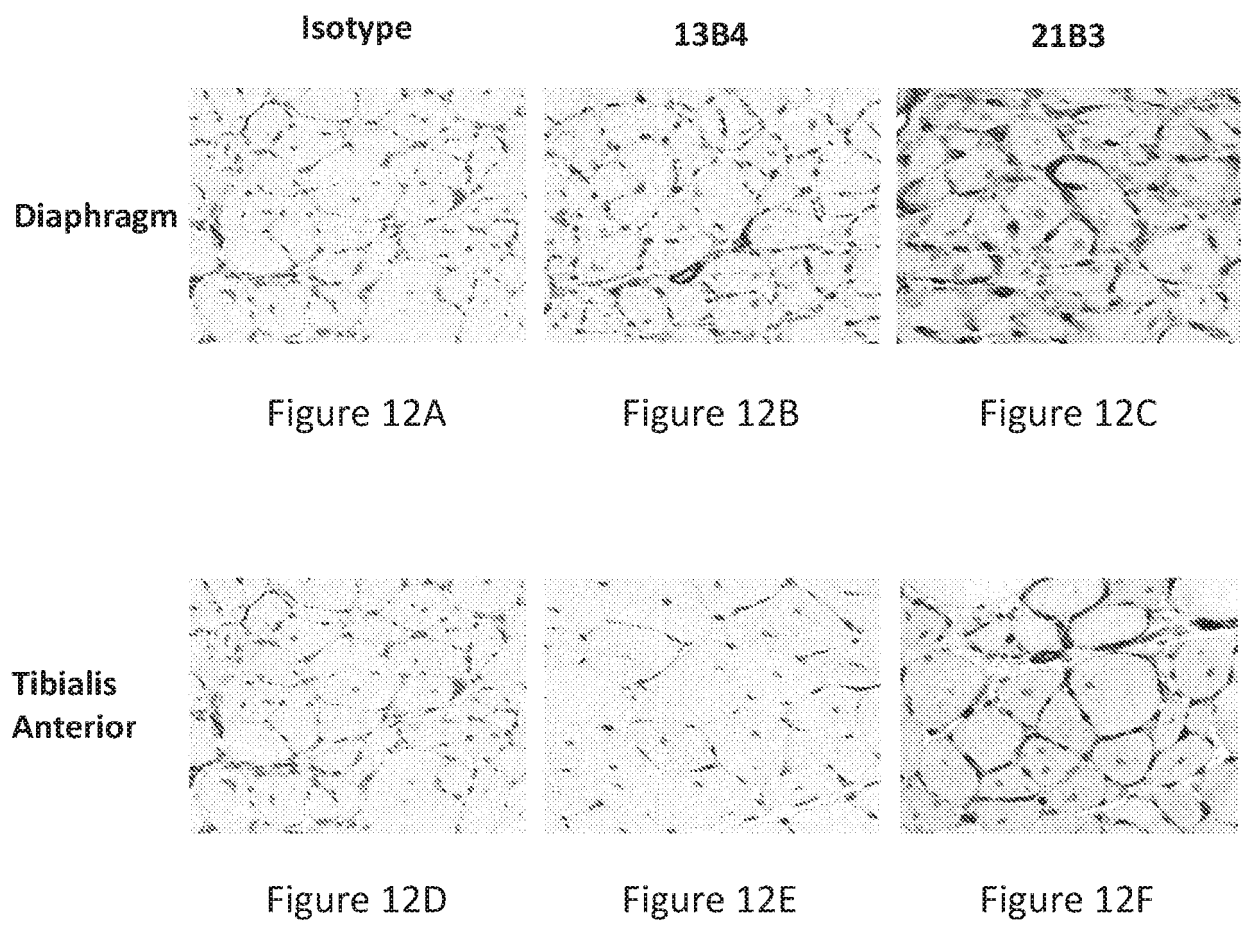 Isotype 13B4 21B3
Diaphragm
Figure 12A Figure 12B Figure 12C
Tibialis
Anterior
Figure 12D Figure 12E Figure 12F